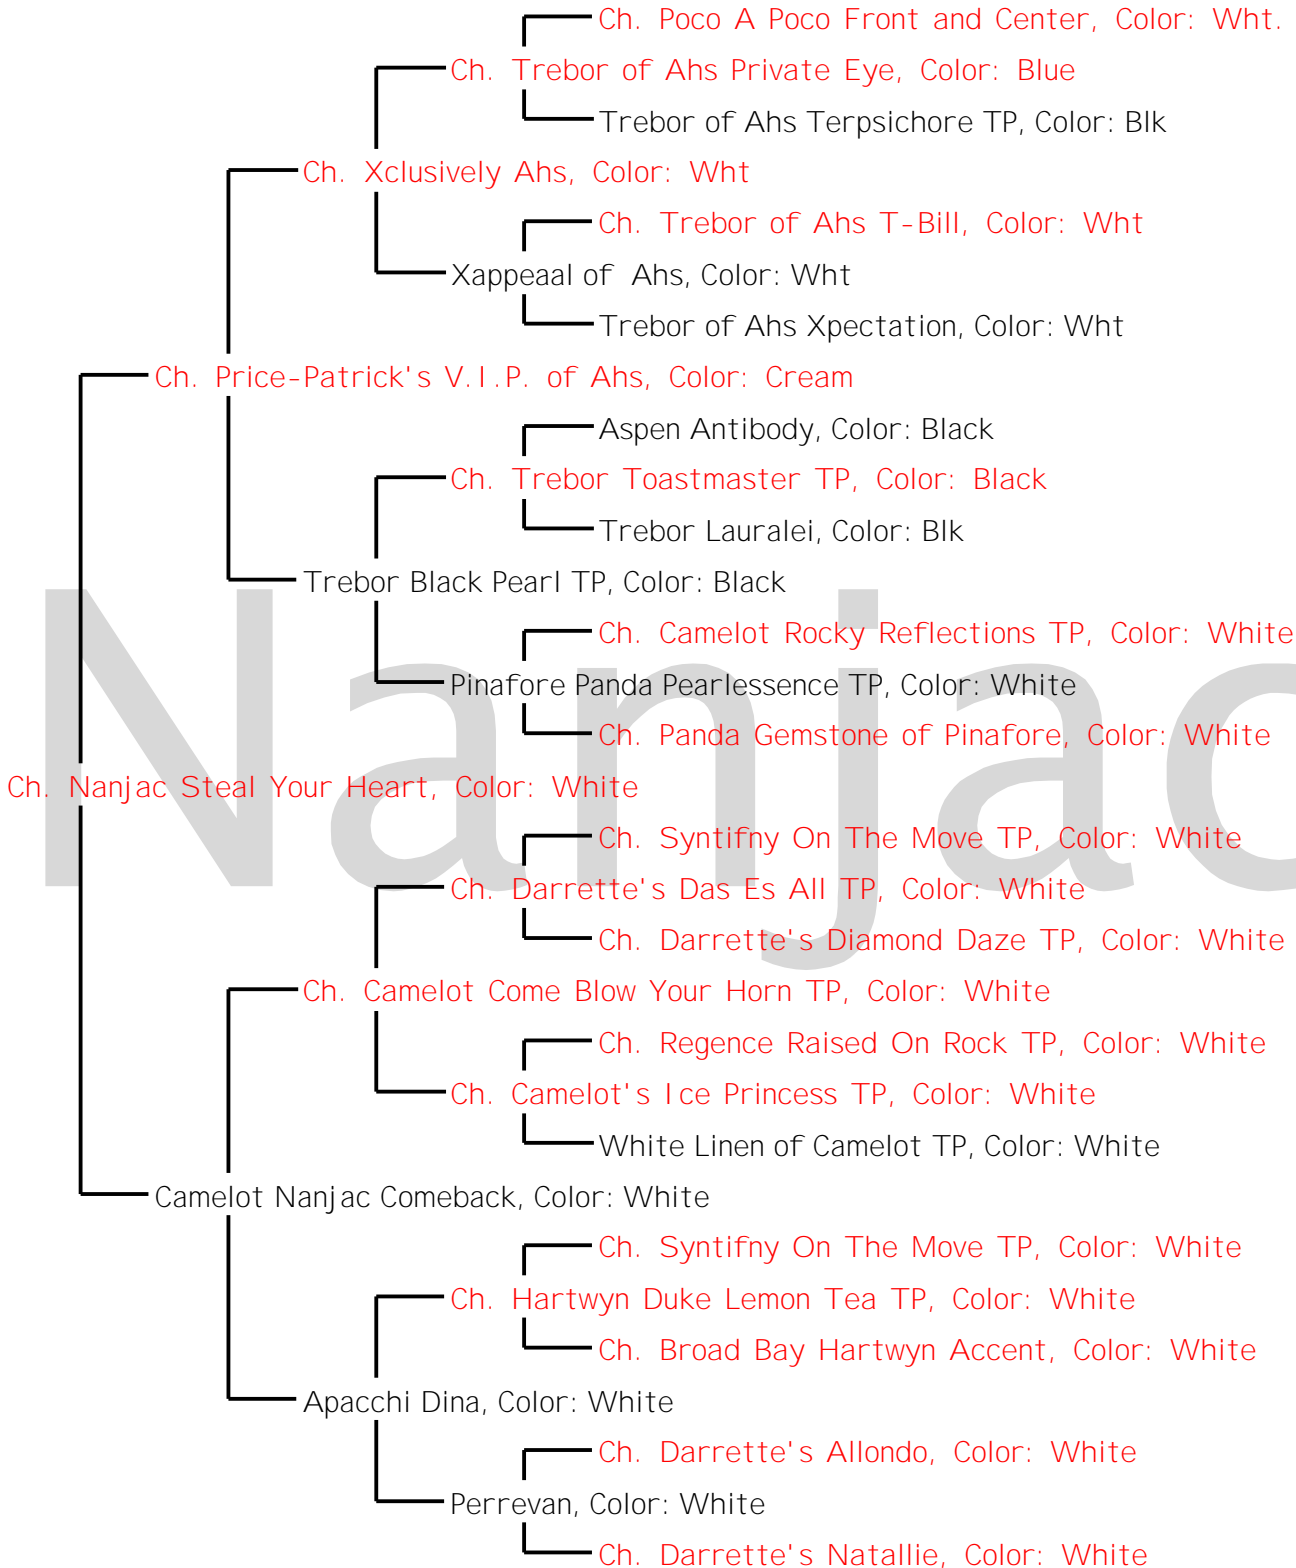 Ch. Poco A Poco Front and Center, Color: Wht.
Ch. Trebor of Ahs Private Eye, Color: Blue
Trebor of Ahs Terpsichore TP, Color: Blk
Ch. Xclusively Ahs, Color: Wht
Ch. Trebor of Ahs T-Bill, Color: Wht
Xappeaal of Ahs, Color: Wht
Trebor of Ahs Xpectation, Color: Wht
Ch. Price-Patrick's V.I.P. of Ahs, Color: Cream
Aspen Antibody, Color: Black
Ch. Trebor Toastmaster TP, Color: Black
Trebor Lauralei, Color: Blk
Trebor Black Pearl TP, Color: Black
Ch. Camelot Rocky Reflections TP, Color: White
Pinafore Panda Pearlessence TP, Color: White
Ch. Panda Gemstone of Pinafore, Color: White
Nanjac
Ch. Nanjac Steal Your Heart, Color: White
Ch. Syntifny On The Move TP, Color: White
Ch. Darrette's Das Es All TP, Color: White
Ch. Darrette's Diamond Daze TP, Color: White
Ch. Camelot Come Blow Your Horn TP, Color: White
Ch. Regence Raised On Rock TP, Color: White
Ch. Camelot's Ice Princess TP, Color: White
White Linen of Camelot TP, Color: White
Camelot Nanjac Comeback, Color: White
Ch. Syntifny On The Move TP, Color: White
Ch. Hartwyn Duke Lemon Tea TP, Color: White
Ch. Broad Bay Hartwyn Accent, Color: White
Apacchi Dina, Color: White
Ch. Darrette's Allondo, Color: White
Perrevan, Color: White
Ch. Darrette's Natallie, Color: White